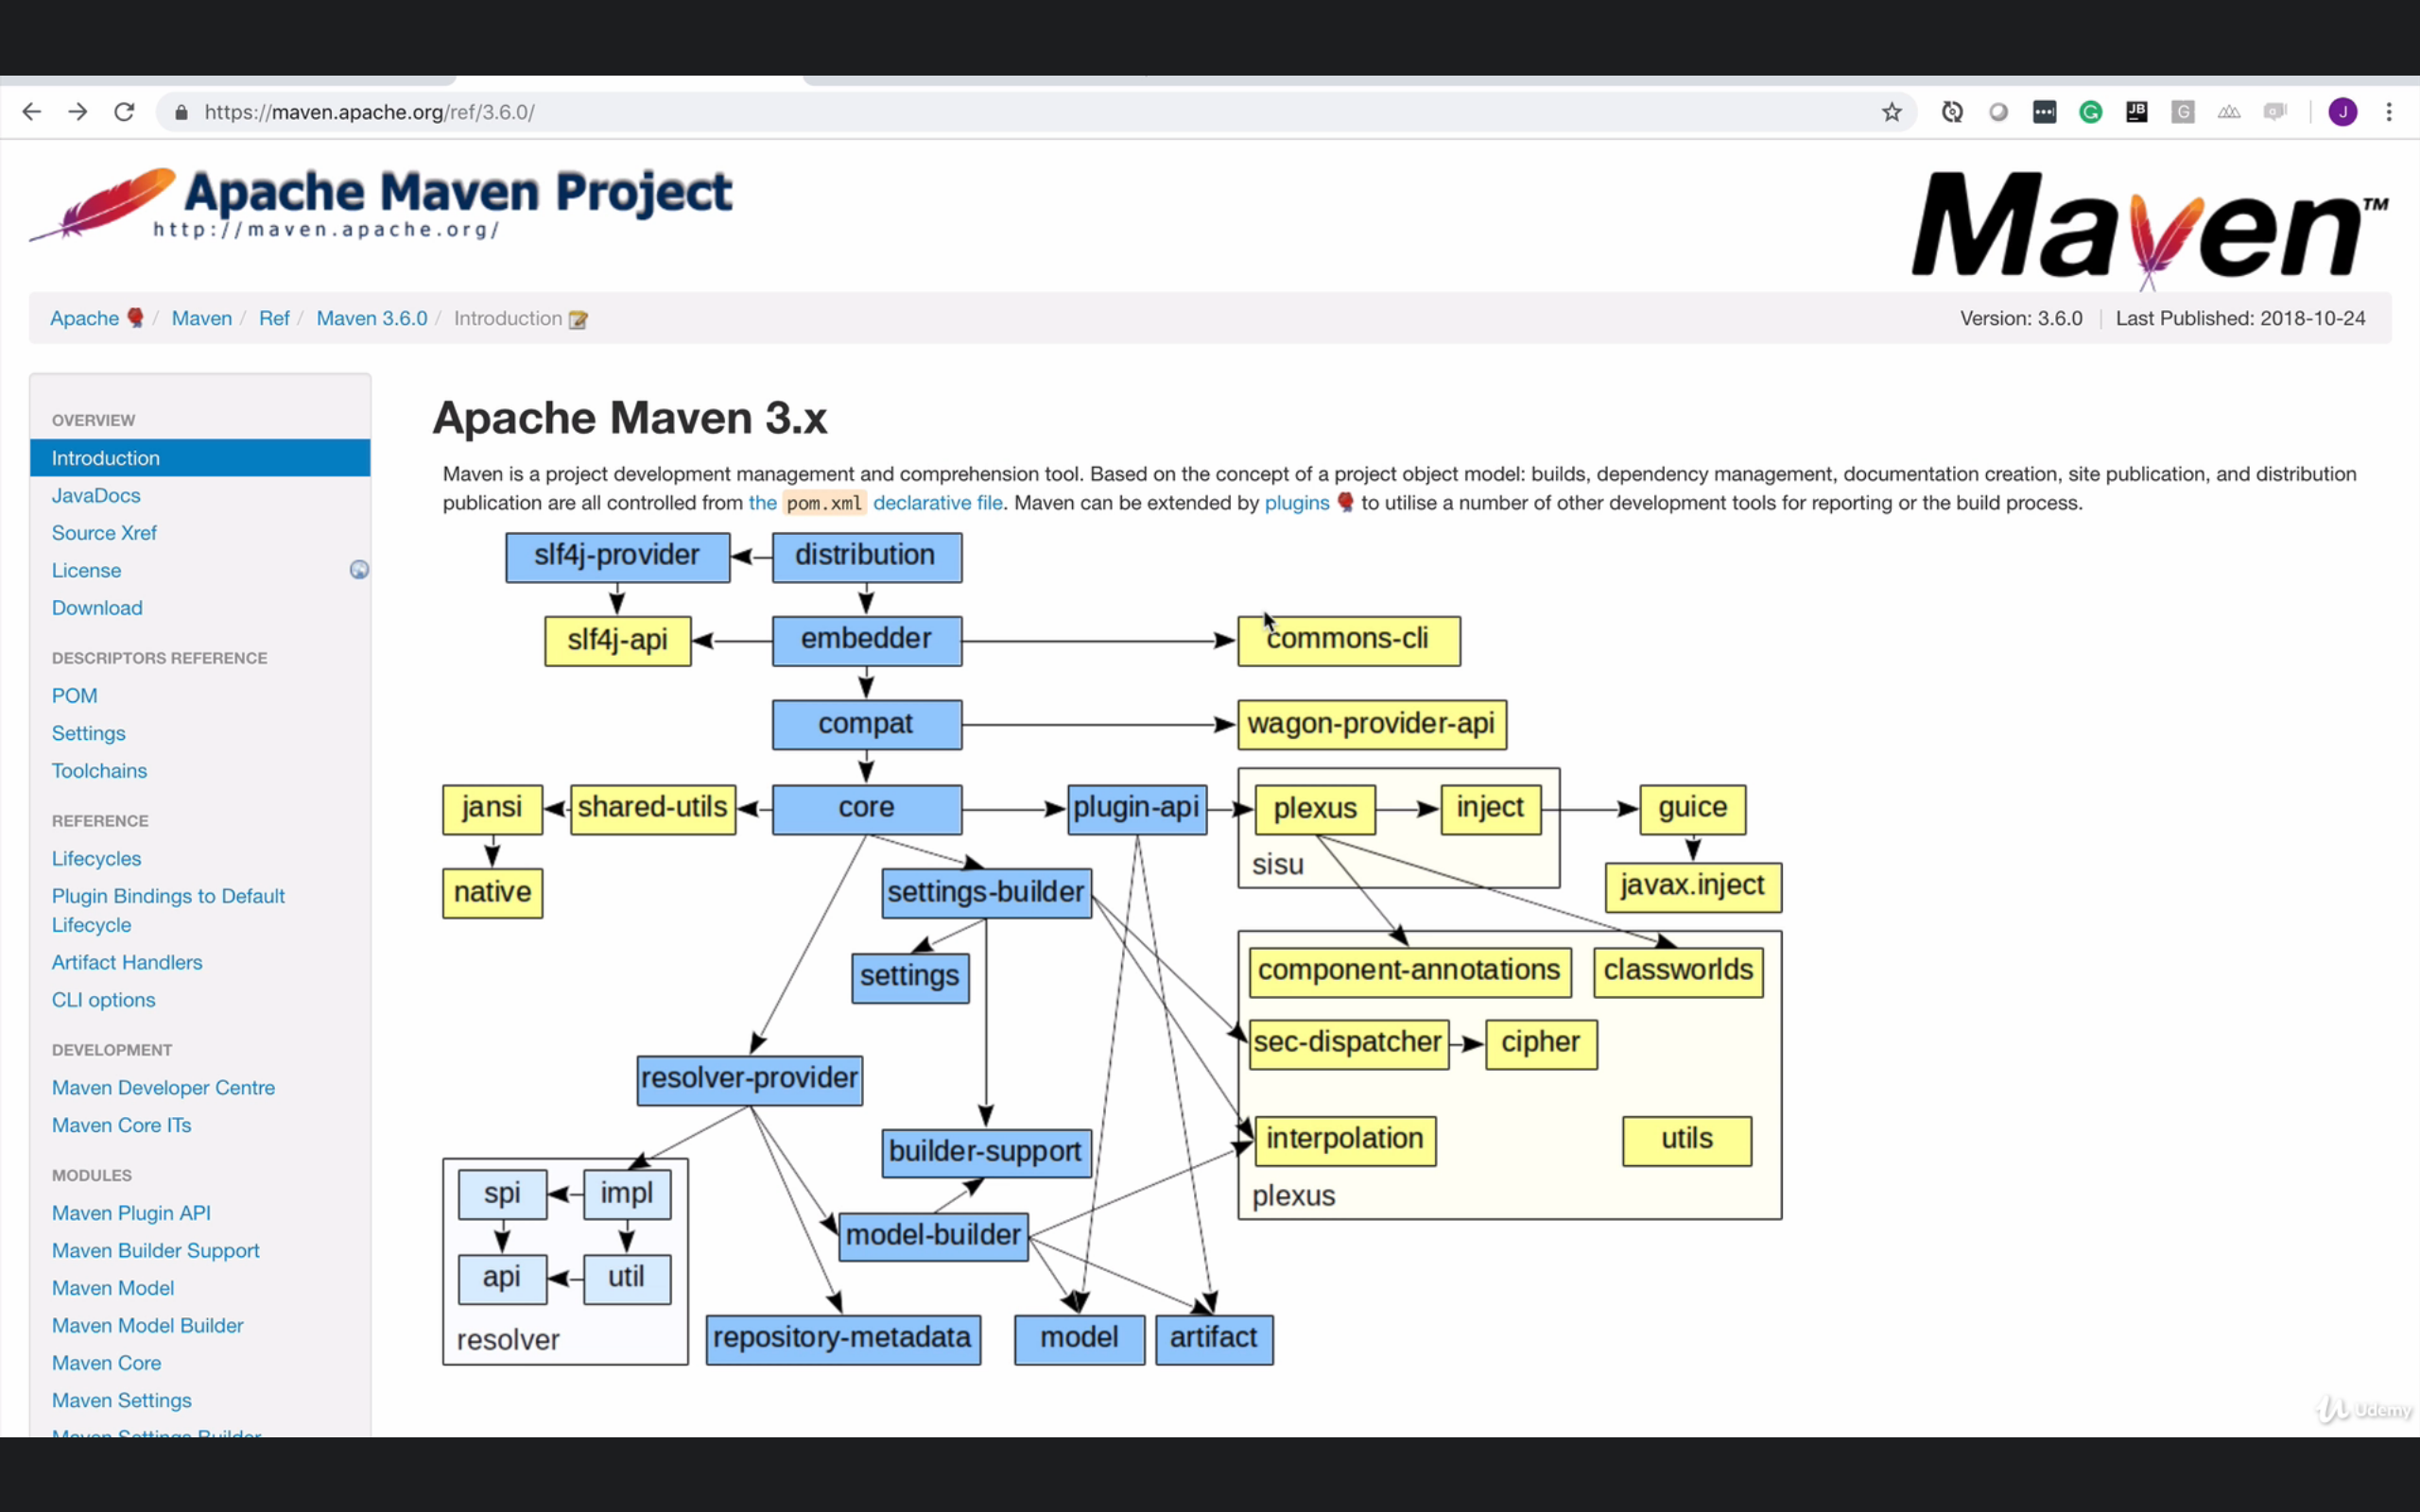 https://maven.apache.org/ref/3.6.0/
JB
G
J
Apache Maven Project
http://maven.apache.org/
Maven™
Apache / Maven / Ref / Maven 3.6.0 / Introduction
Version: 3.6.0 | Last Published: 2018-10-24
OVERVIEW
Introduction
JavaDocs
Source Xref
License
Download
DESCRIPTORS REFERENCE
POM
Settings
Toolchains
REFERENCE
Lifecycles
Plugin Bindings to Default
Lifecycle
Artifact Handlers
CLI options
DEVELOPMENT
Maven Developer Centre
Maven Core ITs
MODULES
Maven Plugin API
Maven Builder Support
Maven Model
Maven Model Builder
Maven Core
Maven Settings
Maven Settings Builder
Apache Maven 3.x
Maven is a project development management and comprehension tool. Based on the concept of a project object model: builds, dependency management, documentation creation, site publication, and distribution
publication are all controlled from the pom.xml declarative file. Maven can be extended by plugins to utilise a number of other development tools for reporting or the build process.
slf4j-provider
distribution
slf4j-api
embedder
commons-cli
compat
wagon-provider-api
jansi
shared-utils
core
plugin-api
plexus
inject
guice
sisu
javax.inject
native
settings-builder
settings
component-annotations
classworlds
sec-dispatcher
cipher
resolver-provider
builder-support
interpolation
utils
plexus
spi
impl
model-builder
api
util
resolver
repository-metadata
model
artifact
Udemy